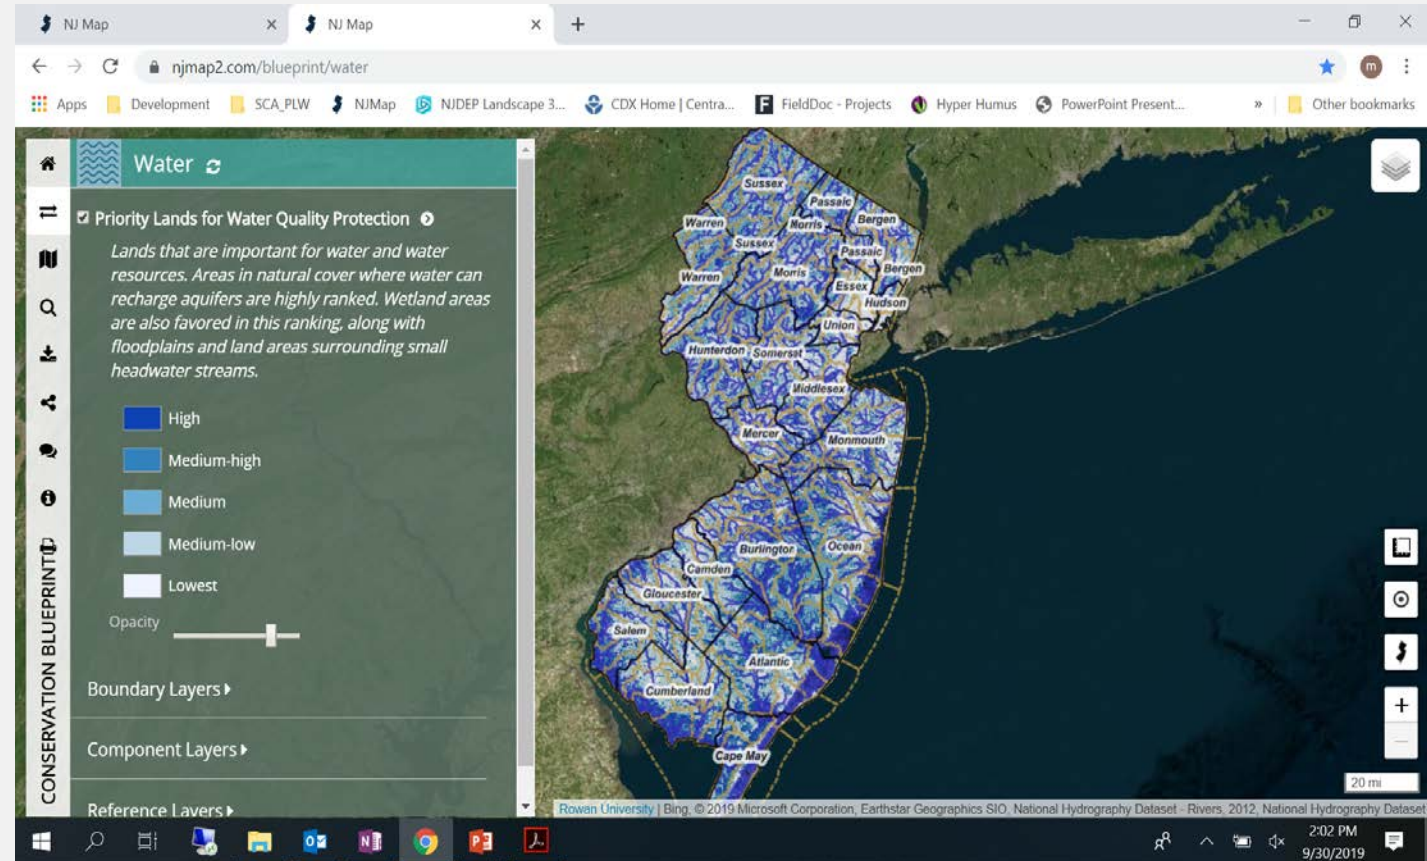 NJ Map
NJ Map
njmap2.com/blueprint/water
Apps Development SCA_PLW NJMap NJDEP Landscape 3... CDX Home | Centra... FieldDoc - Projects Hyper Humus PowerPoint Present... » Other bookmarks
m
Water
Priority Lands for Water Quality Protection
Lands that are important for water and water
resources. Areas in natural cover where water can
recharge aquifers are highly ranked. Wetland areas
are also favored in this ranking, along with
floodplains and land areas surrounding small
headwater streams.
High
Medium-high
Medium
Medium-low
Lowest
Opacity
Boundary Layers
Component Layers
Reference Layers
CONSERVATION BLUEPRINT
Sussex
Passaic
Warren
Morris
Bergen
Sussex
Passaic
Warren
Morris
Bergen
Essex
Hudson
Union
Hunterdon
Somerset
Middlesex
Mercer
Monmouth
Burlington
Ocean
Camden
Gloucester
Salem
Atlantic
Cumberland
Cape May
20 mi
Rowan University | Bing, © 2019 Microsoft Corporation, Earthstar Geographics SIO, National Hydrography Dataset - Rivers, 2012, National Hydrography Dataset
2:02 PM
9/30/2019